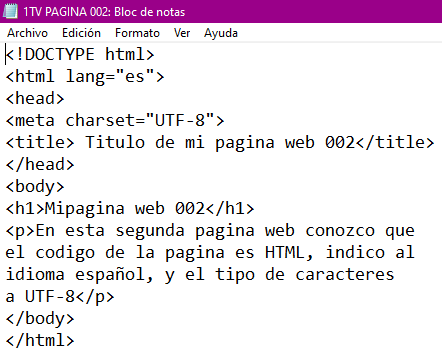 1TV PAGINA 002: Bloc de notas
Archivo Edición Formato Ver Ayuda
<!DOCTYPE html>
<html lang="es">
<head>
<meta charset="UTF-8">
<title> Titulo de mi pagina web 002</title>
</head>
<body>
<h1>Mipagina web 002</h1>
<p>En esta segunda pagina web conozco que
el codigo de la pagina es HTML, indico al
idioma español, y el tipo de caracteres
a UTF-8</p>
</body>
</html>